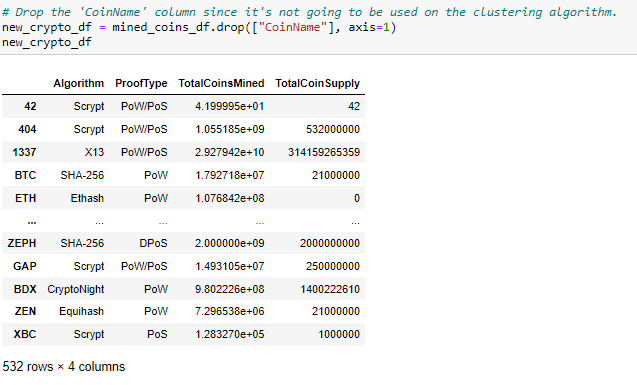 # Drop the 'CoinName' column since it's not going to be used on the clustering algorithm.
new_crypto_df = mined_coins_df.drop(["CoinName"], axis=1)
new_crypto_df
Algorithm ProofType TotalCoinsMined TotalCoinSupply
42 Scrypt PoW/PoS 4.199995e+01 42
404 Scrypt PoW/PoS 1.055185e+09 532000000
1337 X13 PoW/PoS 2.927942e+10 314159265359
BTC SHA-256 PoW 1.792718e+07 21000000
ETH Ethash PoW 1.076842e+08 0
... ... ... ... ...
ZEPH SHA-256 DPoS 2.000000e+09 2000000000
GAP Scrypt PoW/PoS 1.493105e+07 250000000
BDX CryptoNight PoW 9.802226e+08 1400222610
ZEN Equihash PoW 7.296538e+06 21000000
XBC Scrypt PoS 1.283270e+05 1000000
532 rows × 4 columns